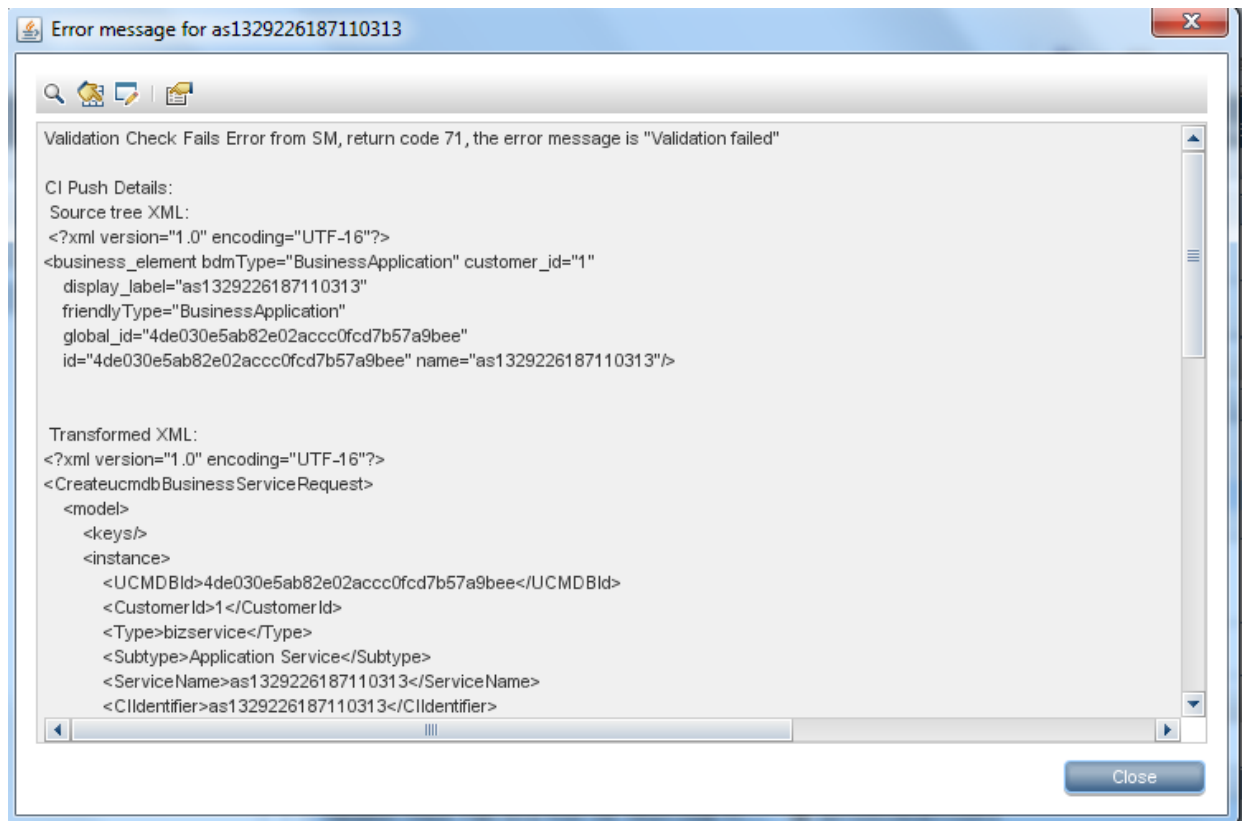 Error message for as1329226187110313
Validation Check Fails Error from SM, return code 71, the error message is "Validation failed"
CI Push Details:
Source tree XML:
<?xml version="1.0" encoding="UTF-16"?>
<business_element bdmType="BusinessApplication" customer_id="1"
display_label="as1329226187110313"
friendlyType="BusinessApplication"
global_id="4de030e5ab82e02accc0fcd7b57a9bee"
id="4de030e5ab82e02accc0fcd7b57a9bee" name="as1329226187110313"/>
Transformed XML:
<?xml version="1.0" encoding="UTF-16"?>
<CreateucmdbBusinessServiceRequest>
<model>
<keys/>
<instance>
<UCMDBId>4de030e5ab82e02accc0fcd7b57a9bee</UCMDBId>
<CustomerId>1</CustomerId>
<Type>bizservice</Type>
<Subtype>Application Service</Subtype>
<ServiceName>as1329226187110313</ServiceName>
<CIIdentifier>as1329226187110313</CIIdentifier>
Close